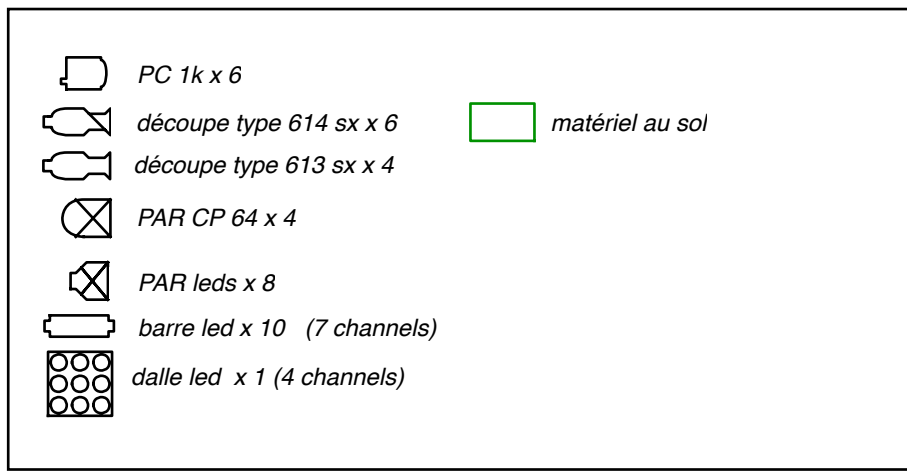 PC 1k x 6
découpe type 614 sx x 6
matériel au sol
découpe type 613 sx x 4
PAR CP 64 x 4
PAR leds x 8
barre led x 10 (7 channels)
dalle led x 1 (4 channels)